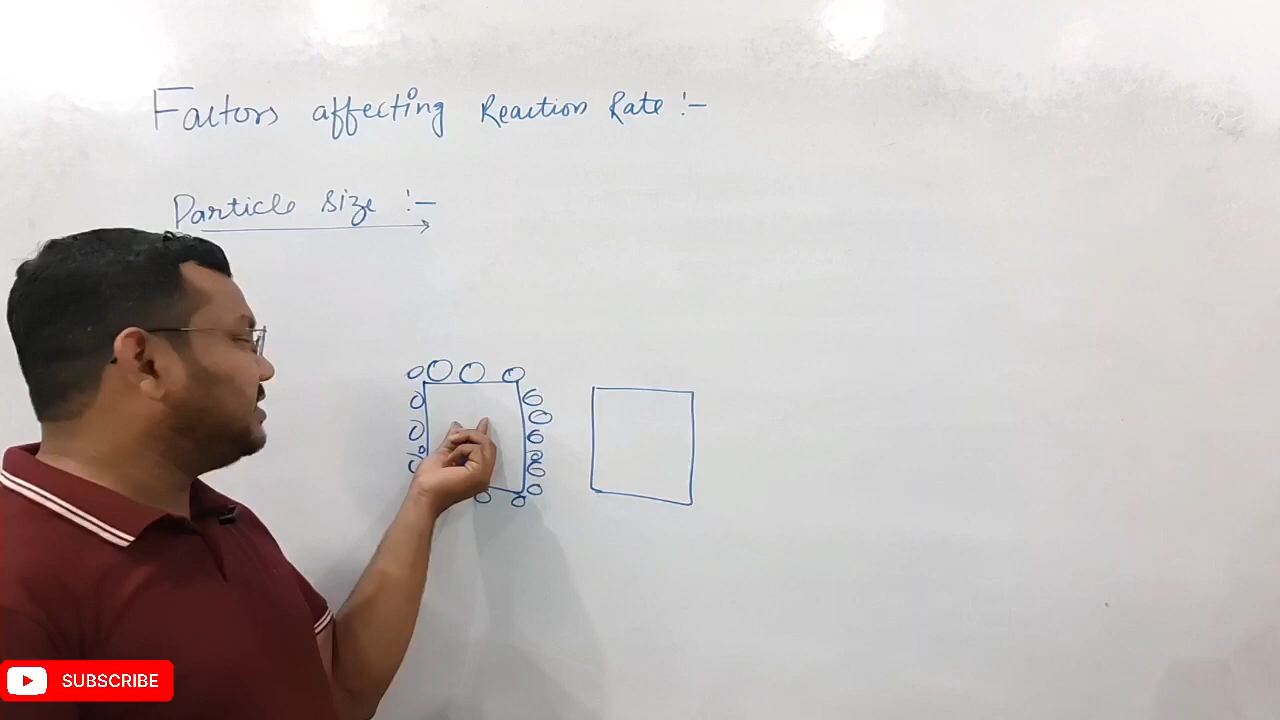 Factors affecting Reaction Rate :-
Particle size :-
SUBSCRIBE